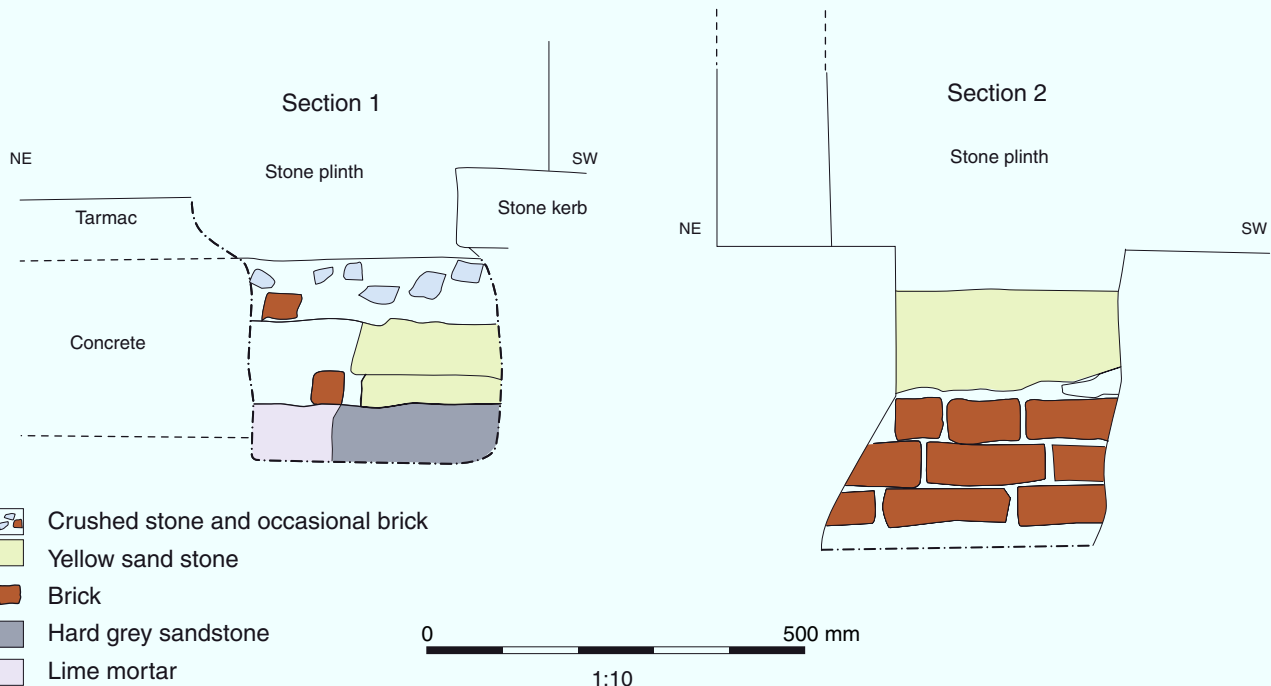 Section 1
Section 2
NE
Stone plinth
SW
Stone plinth
Tarmac
Stone kerb
NE
SW
Concrete
Crushed stone and occasional brick
Yellow sand stone
Brick
Hard grey sandstone
Lime mortar
0 500 mm
1:10